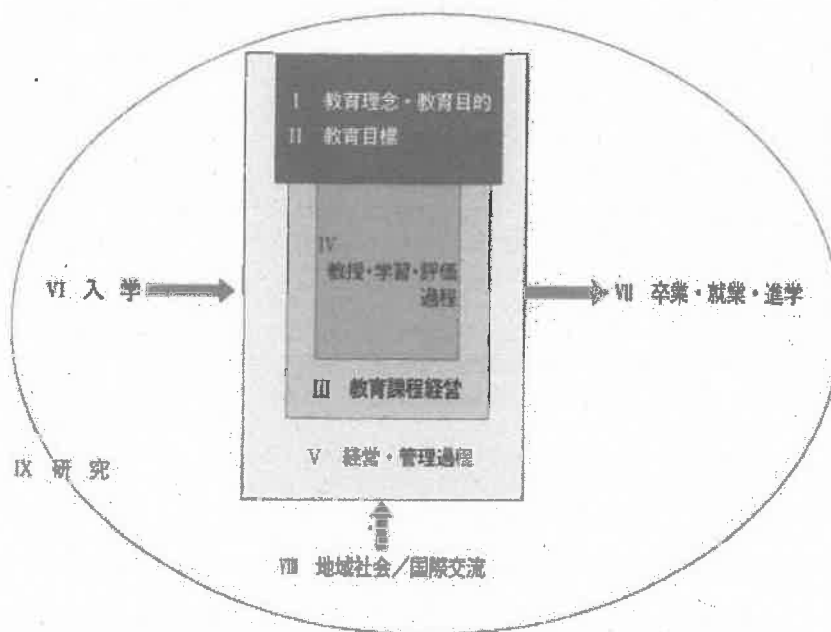 Ⅰ 教育理念・教育目的
Ⅱ 教育目標
Ⅳ
教授・学習・評価
過程
Ⅵ 入 学
Ⅶ 卒業・就業・進学
Ⅲ 教育課程経営
Ⅴ 経営・管理過程
Ⅸ 研 究
Ⅷ 地域社会／国際交流